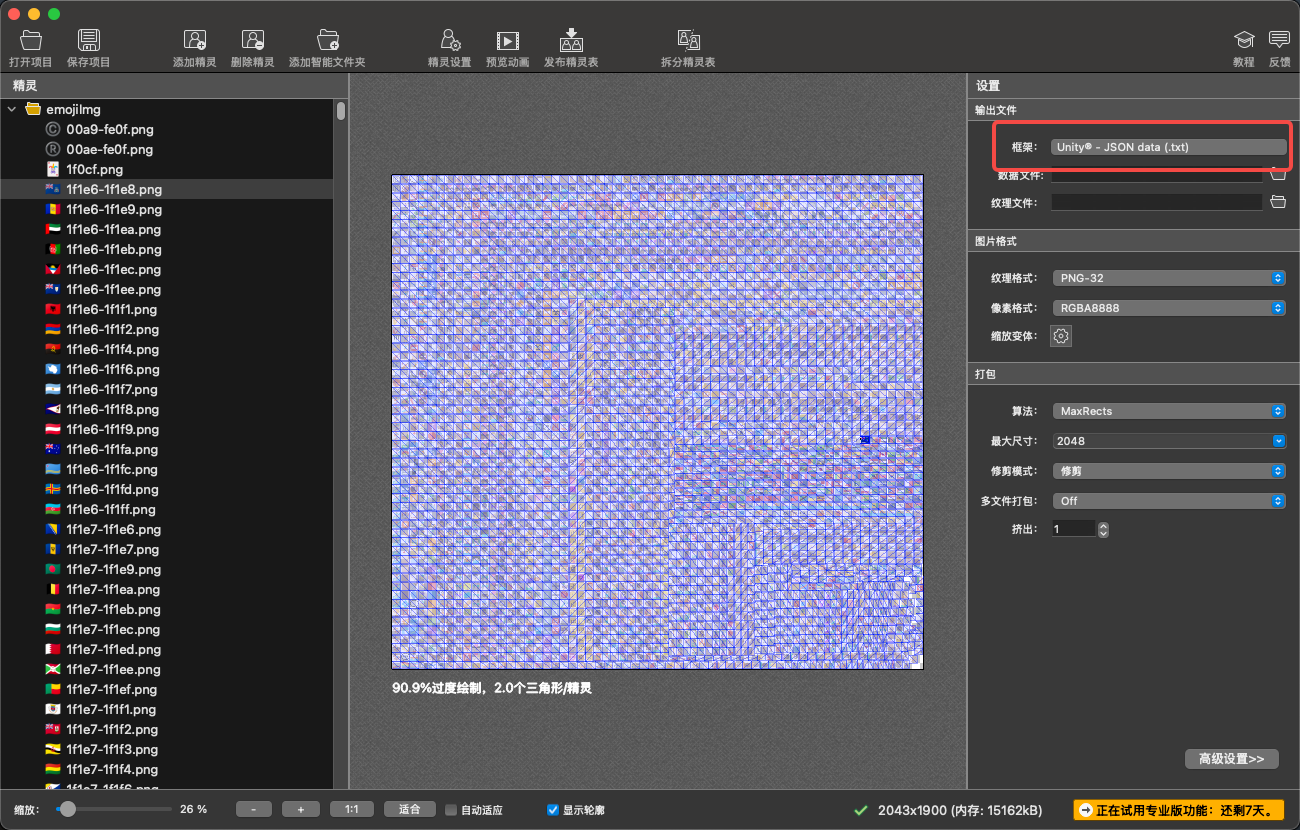 打开项目 保存项目 添加精灵 删除精灵 添加智能文件夹 精灵设置 预览动画 发布精灵表 拆分精灵表 教程 反馈
精灵
emojiImg
00a9-fe0f.png
00ae-fe0f.png
1f0cf.png
1f1e6-1f1e8.png
1f1e6-1f1e9.png
1f1e6-1f1ea.png
1f1e6-1f1eb.png
1f1e6-1f1ec.png
1f1e6-1f1ee.png
1f1e6-1f1f1.png
1f1e6-1f1f2.png
1f1e6-1f1f4.png
1f1e6-1f1f6.png
1f1e6-1f1f7.png
1f1e6-1f1f8.png
1f1e6-1f1f9.png
1f1e6-1f1fa.png
1f1e6-1f1fc.png
1f1e6-1f1fd.png
1f1e6-1f1ff.png
1f1e7-1f1e6.png
1f1e7-1f1e7.png
1f1e7-1f1e9.png
1f1e7-1f1ea.png
1f1e7-1f1eb.png
1f1e7-1f1ec.png
1f1e7-1f1ed.png
1f1e7-1f1ee.png
1f1e7-1f1ef.png
1f1e7-1f1f1.png
1f1e7-1f1f2.png
1f1e7-1f1f3.png
1f1e7-1f1f4.png
1f1e7-1f1f6.png
90.9%过度绘制，2.0个三角形/精灵
设置
输出文件
框架： Unity® - JSON data (.txt)
数据文件：
纹理文件：
图片格式
纹理格式： PNG-32
像素格式： RGBA8888
缩放变体：
打包
算法： MaxRects
最大尺寸： 2048
修剪模式： 修剪
多文件打包： Off
挤出： 1
高级设置>>
缩放： 26 % - + 1:1 适合 自动适应 显示轮廓 2043x1900 (内存: 15162kB) 正在试用专业版功能：还剩7天。